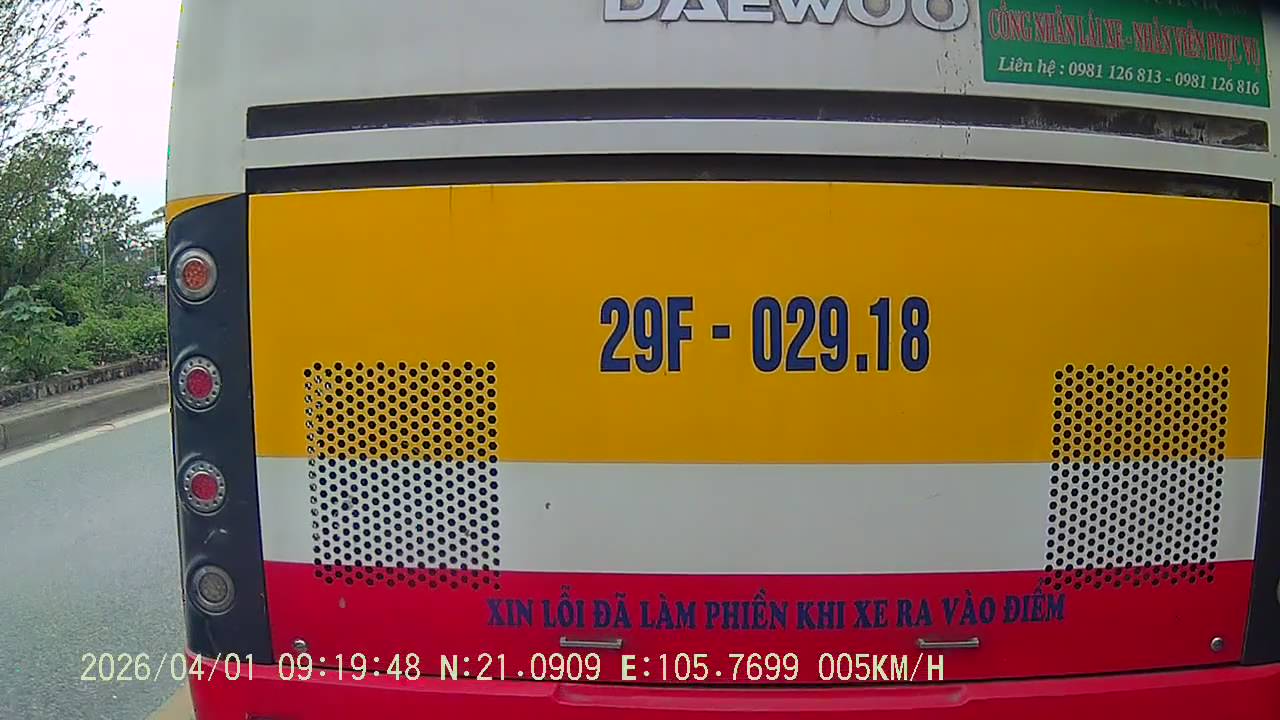 DAEWOO
CÔNG NHÂN LÁI XE - NHÂN VIÊN PHỤC VỤ
Liên hệ : 0981 126 813 - 0981 126 816
29F - 029.18
XIN LỖI ĐÃ LÀM PHIỀN KHI XE RA VÀO ĐIỂM
2026/04/01 09:19:48 N:21.0909 E:105.7699 005KM/H